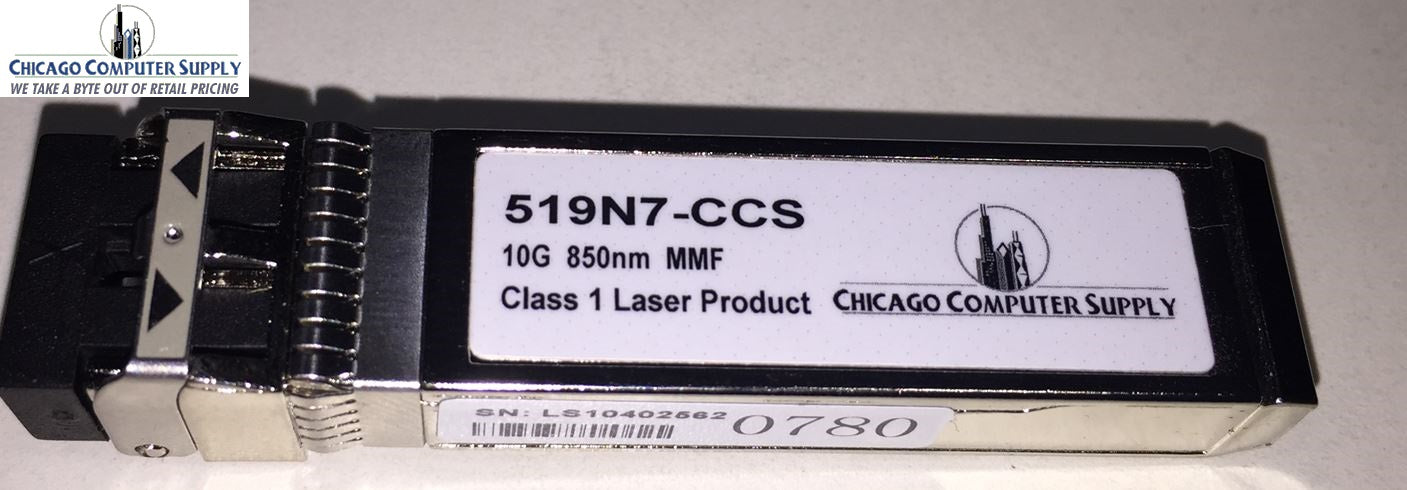 CHICAGO COMPUTER SUPPLY
WE TAKE A BYTE OUT OF RETAIL PRICING
519N7-CCS
10G 850nm MMF
Class 1 Laser Product
CHICAGO COMPUTER SUPPLY
SN: LS10402562
0780